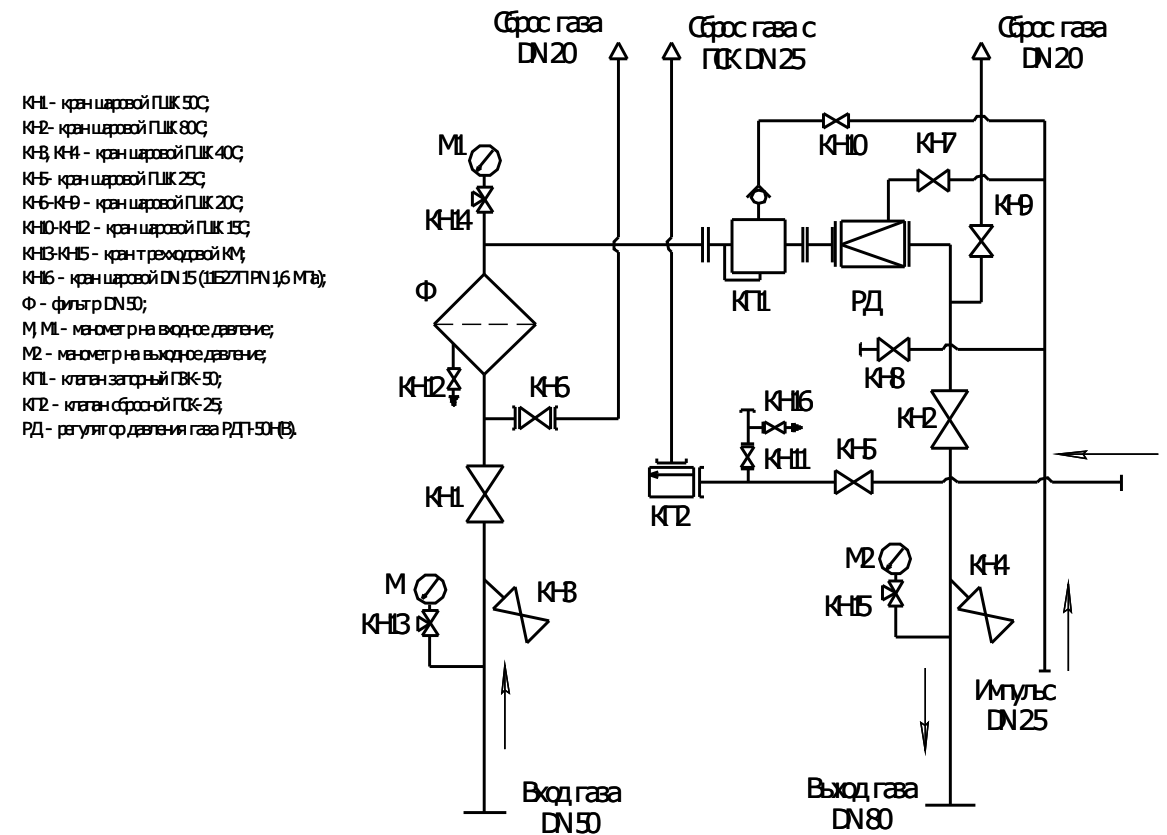 Сброс газа
DN 20
Сброс газа с
ПСК DN 25
Сброс газа
DN 20
КН1 - кран шаровой ГШК 50С;
КН2 - кран шаровой ГШК 80С;
КН3, КН4 - кран шаровой ГШК 40С;
КН5 - кран шаровой ГШК 25С;
КН6-КН9 - кран шаровой ГШК 20С;
КН10-КН12 - кран шаровой ГШК 15С;
КН13-КН15 - кран трехходовой КМ;
КН16 - кран шаровой DN 15 (11Б27П PN 1,6 МПа);
Ф - фильтр DN 50;
М, М1 - манометр на входное давление;
М2 - манометр на выходное давление;
КП1 - клапан запорный ПЗК-50;
КП2 - клапан сбросной ПСК-25;
РД - регулятор давления газа РДП-50Н(В).
М1
КН14
КН10
КН7
КН9
Ф
КП1
РД
КН12
КН6
КН8
КН16
КН2
КН11
КН5
КН1
КП2
М
КН3
КН13
М2
КН4
КН15
Импульс
DN 25
Вход газа
DN 50
Выход газа
DN 80